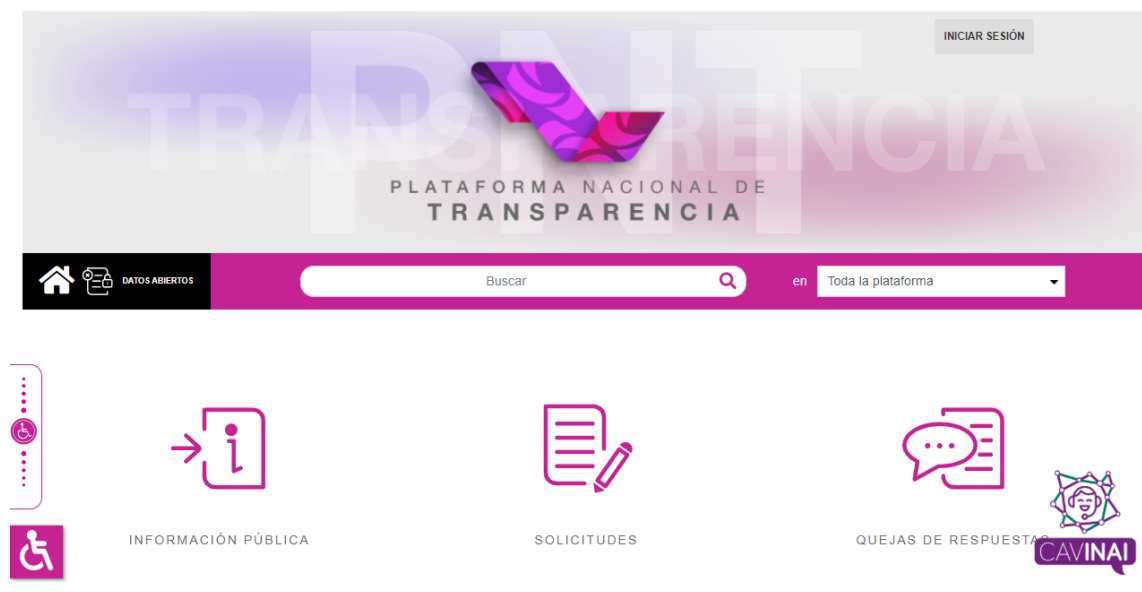 PNT
TRANSPARENCIA
INICIAR SESIÓN
PLATAFORMA NACIONAL DE
TRANSPARENCIA
DATOS ABIERTOS
Buscar
en
Toda la plataforma
INFORMACIÓN PÚBLICA
SOLICITUDES
QUEJAS DE RESPUESTAS
CAVINAI